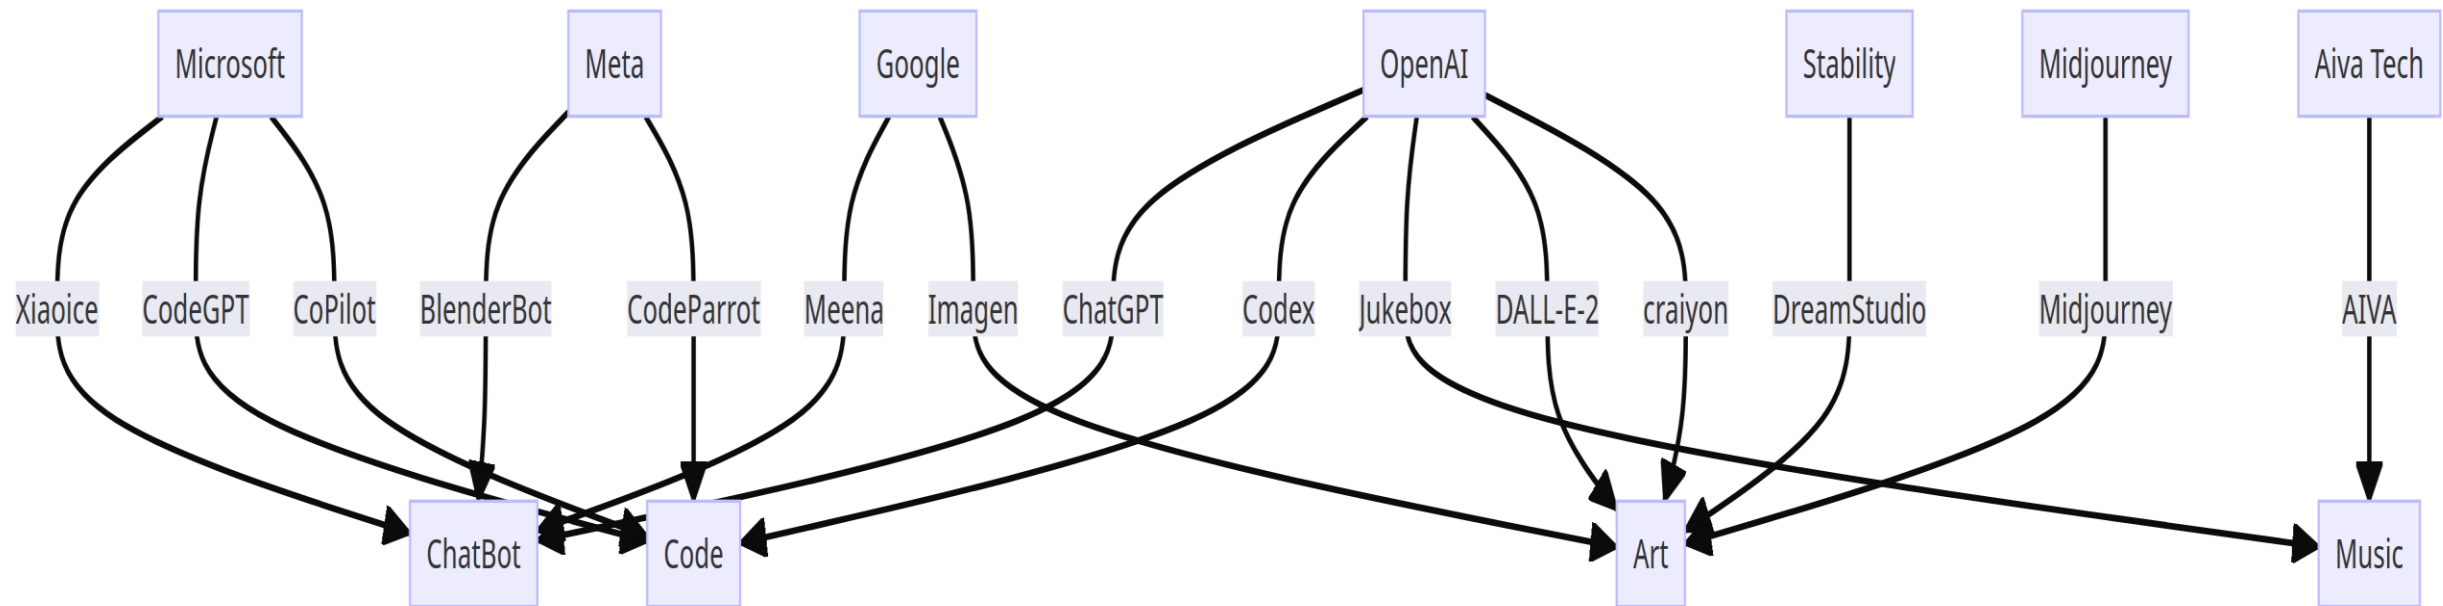 Microsoft
Meta
Google
OpenAI
Stability
Midjourney
Aiva Tech
Xiaoice
CodeGPT
CoPilot
BlenderBot
CodeParrot
Meena
Imagen
ChatGPT
Codex
Jukebox
DALL-E-2
craiyon
DreamStudio
Midjourney
AIVA
ChatBot
Code
Art
Music